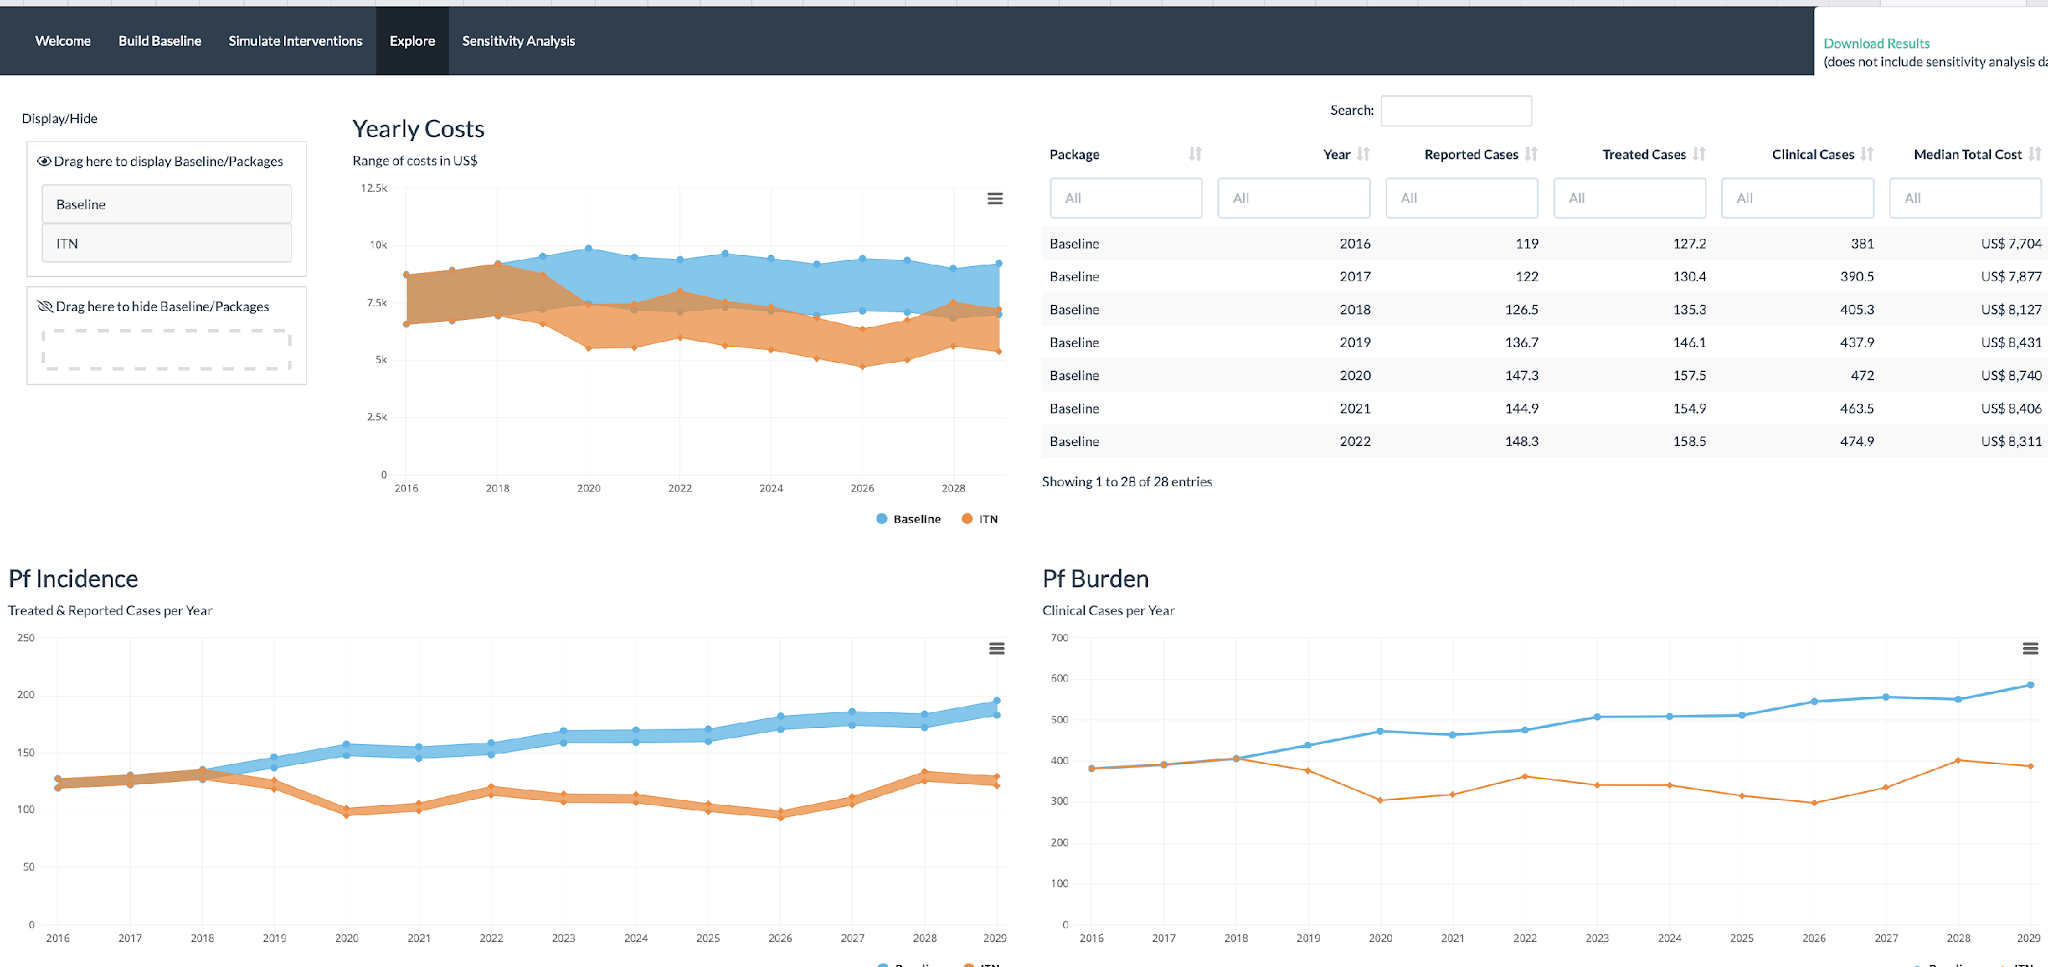 Welcome Build Baseline Simulate Interventions Explore Sensitivity Analysis
Download Results
(does not include sensitivity analysis da
Display/Hide
Drag here to display Baseline/Packages
Baseline
ITN
Drag here to hide Baseline/Packages
Yearly Costs
Range of costs in US$
12.5k
10k
7.5k
5k
2.5k
0
2016 2018 2020 2022 2024 2026 2028
Baseline ITN
Search:
Package Year Reported Cases Treated Cases Clinical Cases Median Total Cost
All All All All All All
Baseline 2016 119 127.2 381 US$ 7,704
Baseline 2017 122 130.4 390.5 US$ 7,877
Baseline 2018 126.5 135.3 405.3 US$ 8,127
Baseline 2019 136.7 146.1 437.9 US$ 8,431
Baseline 2020 147.3 157.5 472 US$ 8,740
Baseline 2021 144.9 154.9 463.5 US$ 8,406
Baseline 2022 148.3 158.5 474.9 US$ 8,311
Showing 1 to 28 of 28 entries
Pf Incidence
Treated & Reported Cases per Year
250
200
150
100
50
0
2016 2017 2018 2019 2020 2021 2022 2023 2024 2025 2026 2027 2028 2029
Pf Burden
Clinical Cases per Year
700
600
500
400
300
200
100
0
2016 2017 2018 2019 2020 2021 2022 2023 2024 2025 2026 2027 2028 2029